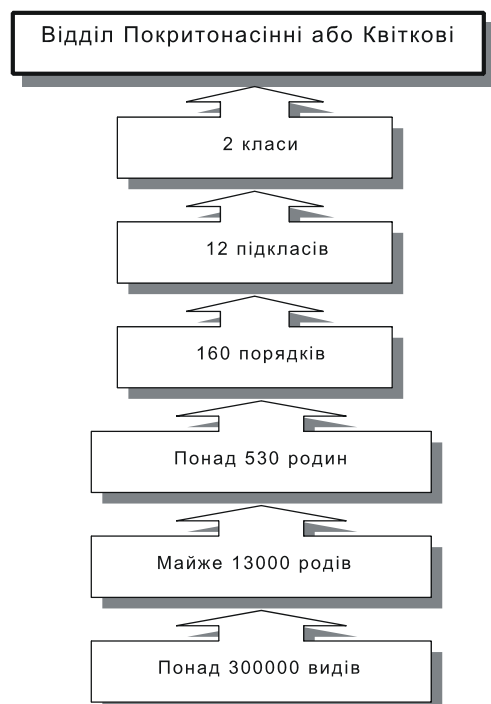 Відділ Покритонасінні або Квіткові
2 класи
12 підкласів
160 порядків
Понад 530 родин
Майже 13000 родів
Понад 300000 видів